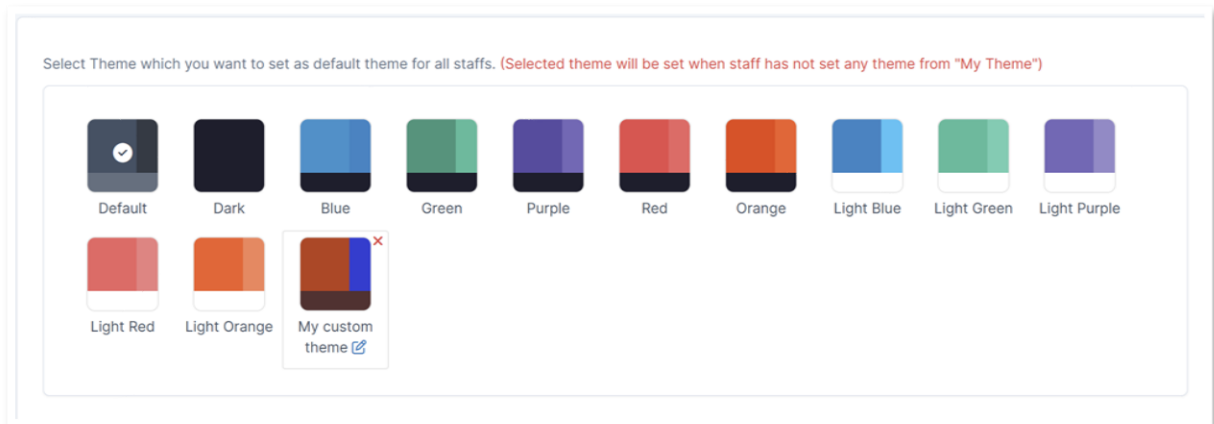 Select Theme which you want to set as default theme for all staffs. (Selected theme will be set when staff has not set any theme from "My Theme")
Default
Dark
Blue
Green
Purple
Red
Orange
Light Blue
Light Green
Light Purple
Light Red
Light Orange
My custom
theme